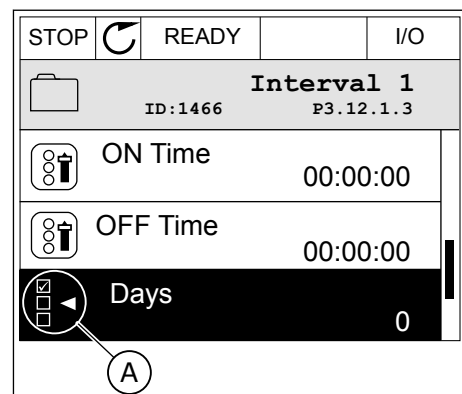 STOP READY I/O
Interval 1
ID:1466 P3.12.1.3
ON Time
00:00:00
OFF Time
00:00:00
Days
0
A